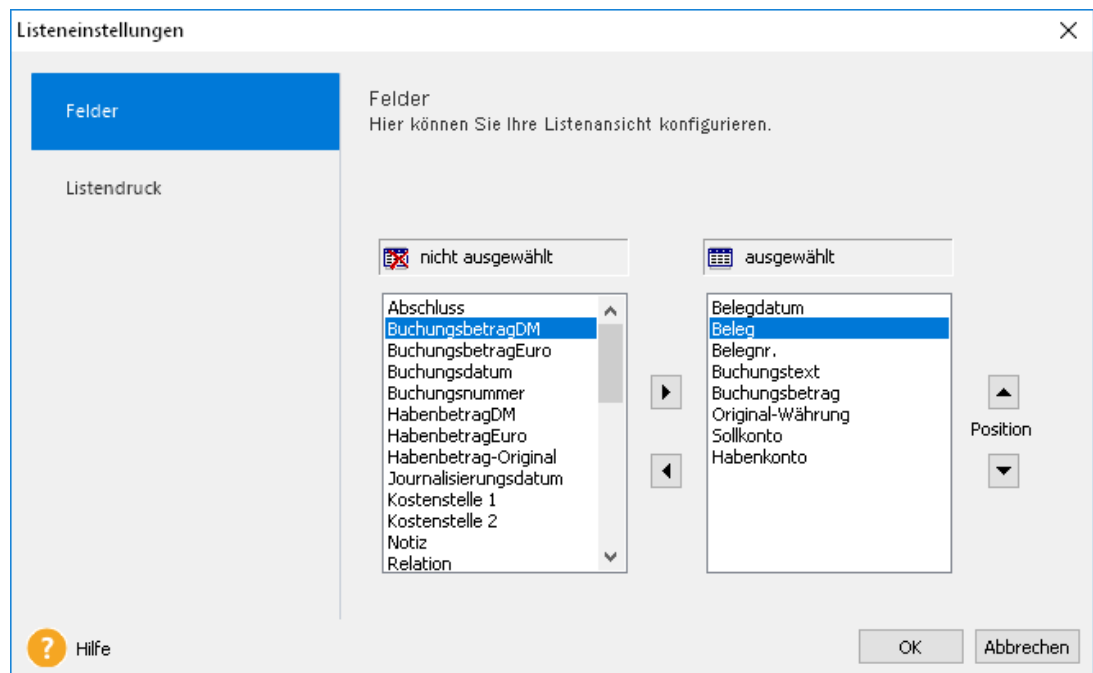 Listeneinstellungen
Felder
Listendruck
Felder
Hier können Sie Ihre Listenansicht konfigurieren.
nicht ausgewählt
Abschluss
BuchungsbetragDM
BuchungsbetragEuro
Buchungsdatum
Buchungsnummer
HabenbetragDM
HabenbetragEuro
Habenbetrag-Original
Journalisierungsdatum
Kostenstelle 1
Kostenstelle 2
Notiz
Relation
ausgewählt
Belegdatum
Beleg
Belegnr.
Buchungstext
Buchungsbetrag
Original-Währung
Sollkonto
Habenkonto
Position
? Hilfe
OK
Abbrechen